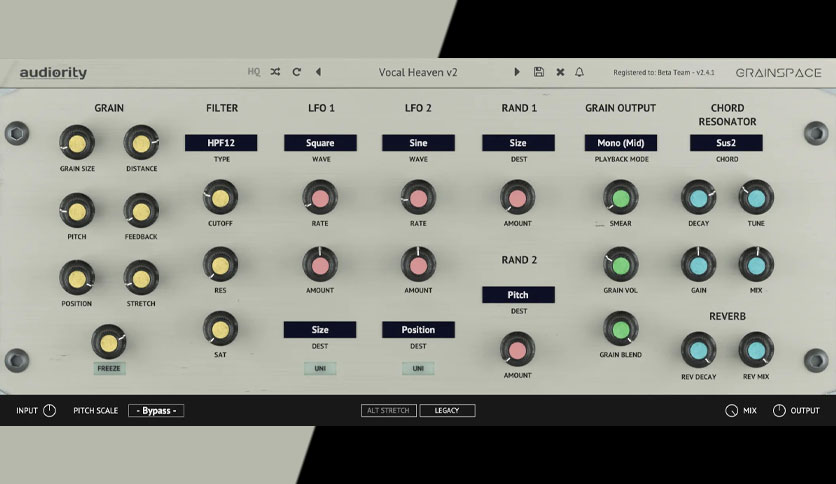 audiority
HQ
Vocal Heaven v2
Registered to: Beta Team - v2.4.1
GRAINSPACE
GRAIN
FILTER
LFO 1
LFO 2
RAND 1
GRAIN OUTPUT
CHORD
RESONATOR
HPF12
Square
Sine
Size
Mono (Mid)
Sus2
TYPE
WAVE
WAVE
DEST
PLAYBACK MODE
CHORD
GRAIN SIZE
DISTANCE
PITCH
FEEDBACK
CUTOFF
RATE
RATE
AMOUNT
SMEAR
DECAY
TUNE
RAND 2
POSITION
STRETCH
RES
AMOUNT
AMOUNT
Pitch
DEST
GRAIN VOL
GAIN
MIX
REVERB
Size
Position
DEST
DEST
FREEZE
SAT
UNI
UNI
AMOUNT
GRAIN BLEND
REV DECAY
REV MIX
INPUT
PITCH SCALE
- Bypass -
ALT STRETCH
LEGACY
MIX
OUTPUT